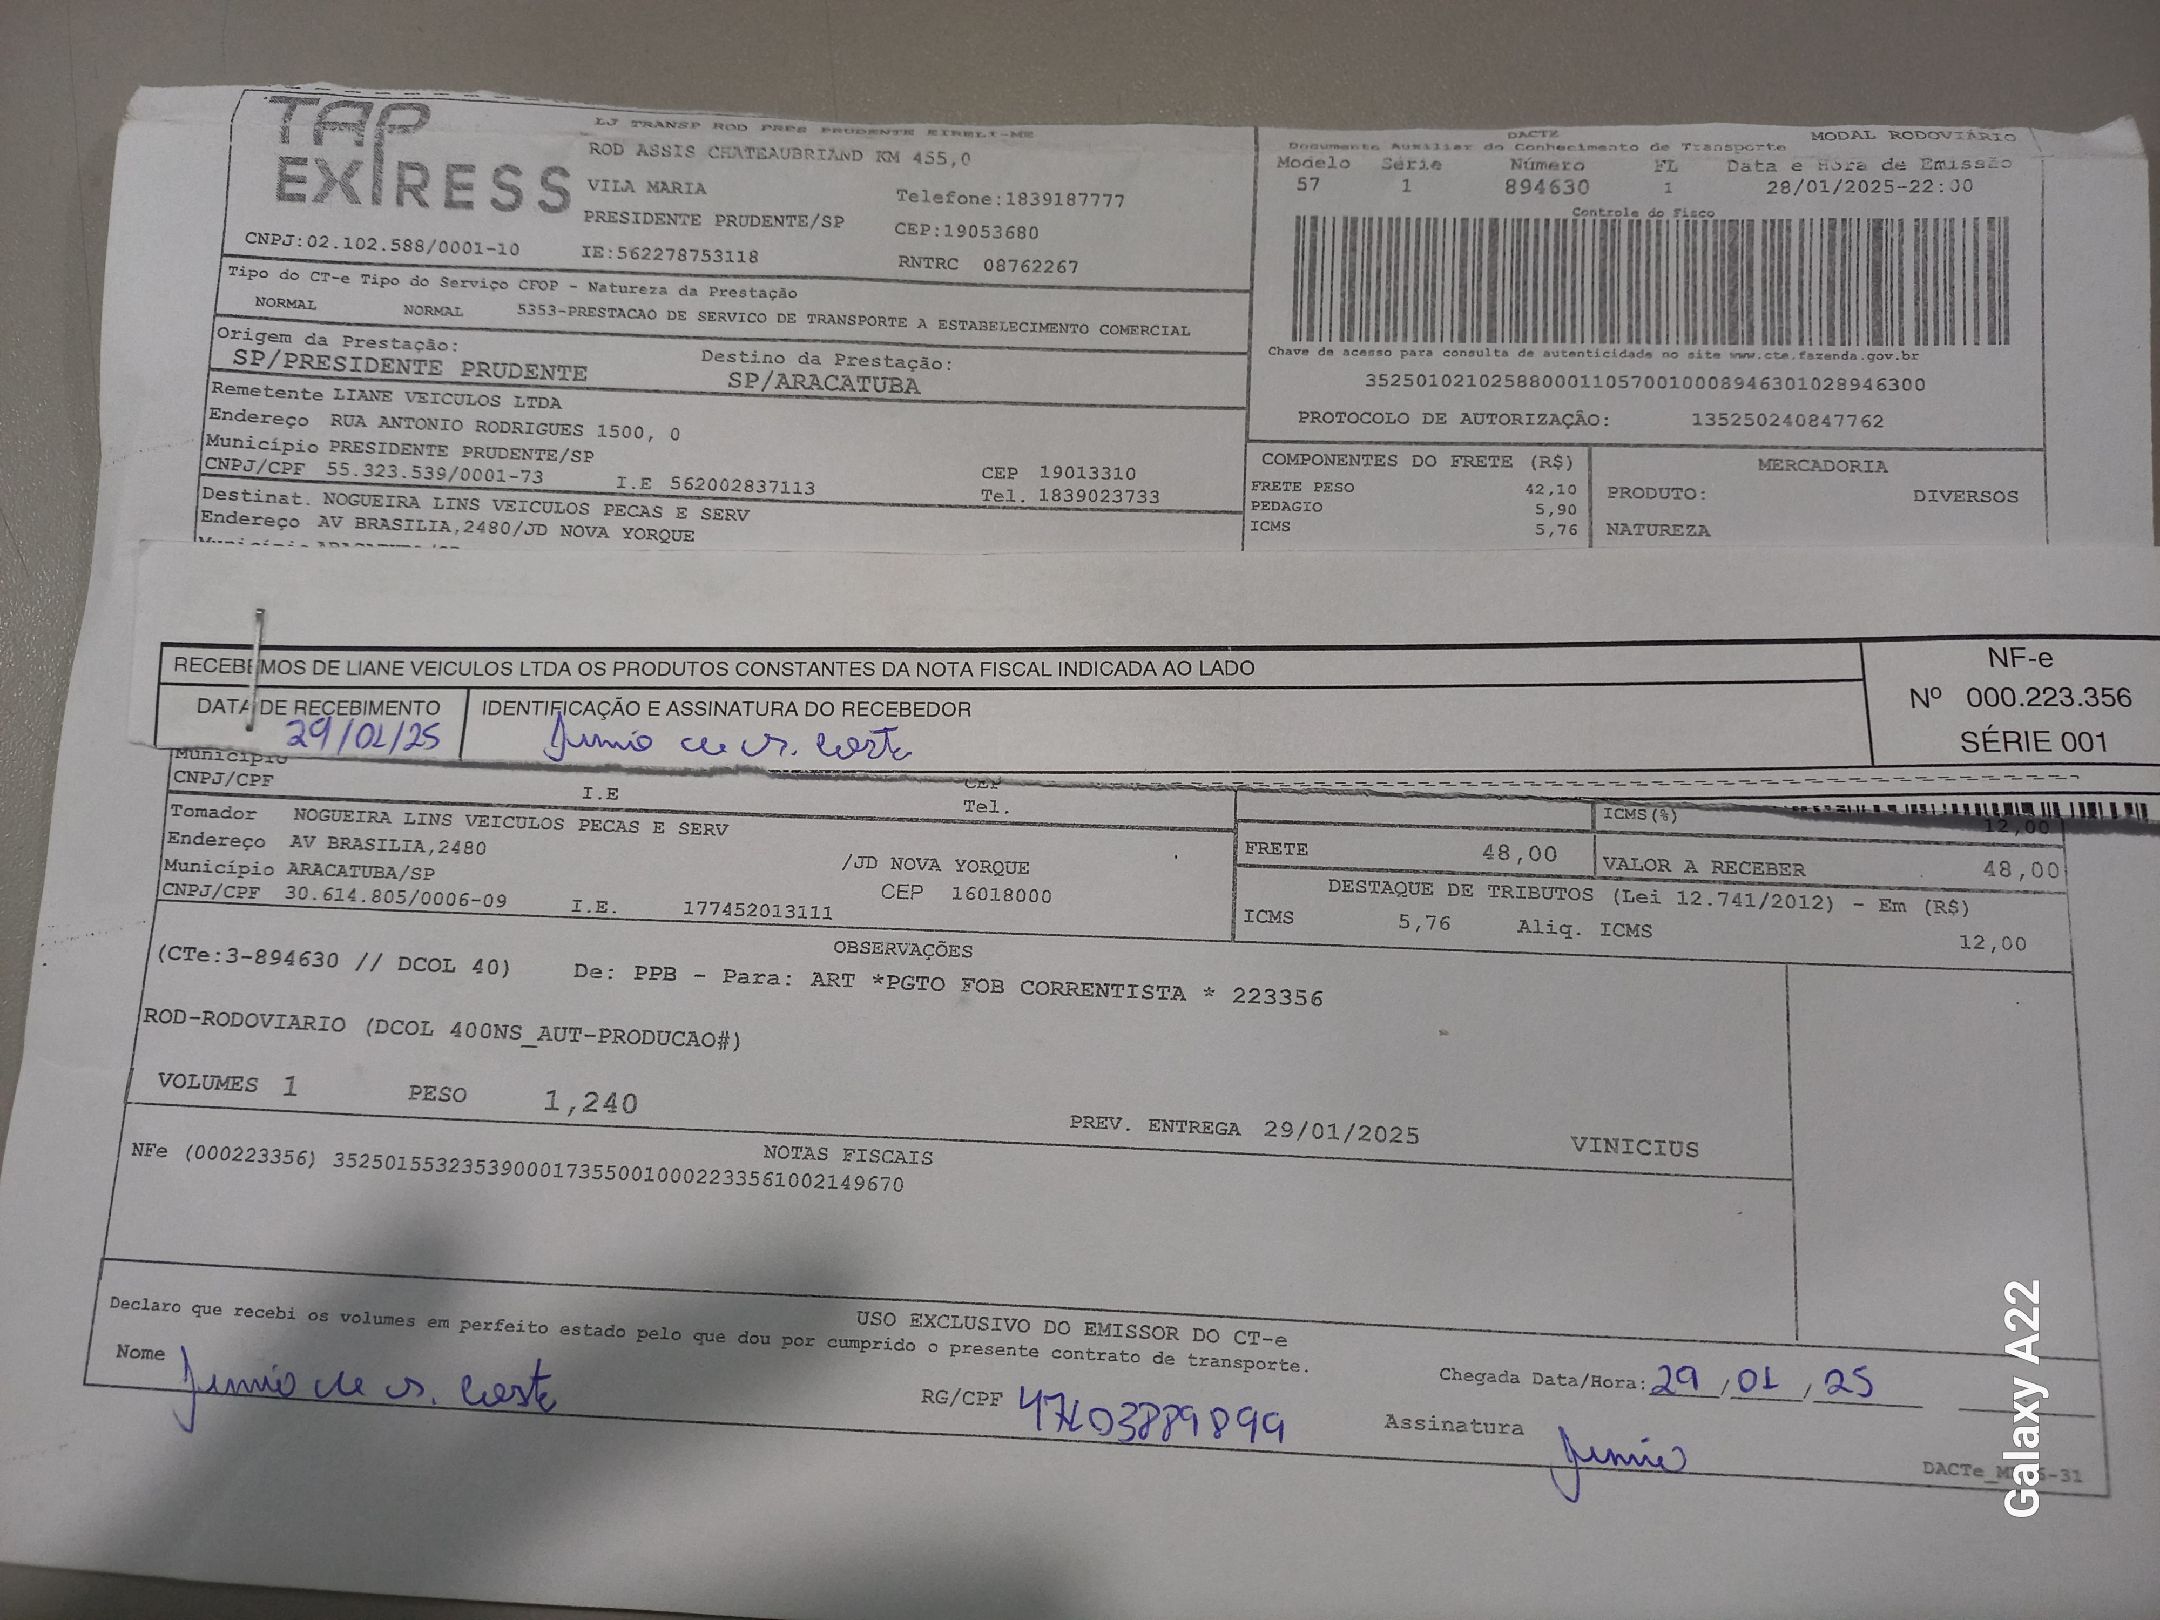 TAP
EXPRESS
LJ TRANSP ROD PRES PRUDENTE EIRELI-ME
ROD ASSIS CHATEAUBRIAND KM 455,0
VILA MARIA
Telefone:1839187777
PRESIDENTE PRUDENTE/SP
CEP:19053680
CNPJ:02.102.588/0001-10
IE:562278753118
RNTRC 08762267
DACTE
MODAL RODOVIÁRIO
Documento Auxiliar do Conhecimento de Transporte
Modelo Série Número FL Data e Hora de Emissão
57 1 894630 1 28/01/2025-22:00
Controle do Fisco
Chave de acesso para consulta de autenticidade no site www.cte.fazenda.gov.br
35250102102588000110570010008946301028946300
PROTOCOLO DE AUTORIZAÇÃO: 135250240847762
Tipo do CT-e Tipo do Serviço CFOP - Natureza da Prestação
NORMAL NORMAL 5353-PRESTACAO DE SERVICO DE TRANSPORTE A ESTABELECIMENTO COMERCIAL
Origem da Prestação: Destino da Prestação:
SP/PRESIDENTE PRUDENTE SP/ARACATUBA
Remetente LIANE VEICULOS LTDA
Endereço RUA ANTONIO RODRIGUES 1500, 0
Município PRESIDENTE PRUDENTE/SP CEP 19013310
CNPJ/CPF 55.323.539/0001-73 I.E 562002837113 Tel. 1839023733
Destinat. NOGUEIRA LINS VEICULOS PECAS E SERV
Endereço AV BRASILIA,2480/JD NOVA YORQUE
COMPONENTES DO FRETE (R$)
FRETE PESO 42,10
PEDAGIO 5,90
ICMS 5,76
MERCADORIA
PRODUTO: DIVERSOS
NATUREZA
RECEBEMOS DE LIANE VEICULOS LTDA OS PRODUTOS CONSTANTES DA NOTA FISCAL INDICADA AO LADO
DATA DE RECEBIMENTO
29/01/25
IDENTIFICAÇÃO E ASSINATURA DO RECEBEDOR
NF-e
Nº 000.223.356
SÉRIE 001
Município CEP
CNPJ/CPF I.E Tel.
Tomador NOGUEIRA LINS VEICULOS PECAS E SERV
Endereço AV BRASILIA,2480 /JD NOVA YORQUE
Município ARACATUBA/SP CEP 16018000
CNPJ/CPF 30.614.805/0006-09 I.E. 177452013111
ICMS(%) 12,00
FRETE 48,00 VALOR A RECEBER 48,00
DESTAQUE DE TRIBUTOS (Lei 12.741/2012) - Em (R$)
ICMS 5,76 Aliq. ICMS 12,00
OBSERVAÇÕES
(CTe:3-894630 // DCOL 40) De: PPB - Para: ART *PGTO FOB CORRENTISTA * 223356
ROD-RODOVIARIO (DCOL 400NS_AUT-PRODUCAO#)
VOLUMES 1 PESO 1,240 PREV. ENTREGA 29/01/2025 VINICIUS
NOTAS FISCAIS
NFe (000223356) 35250155323539000173550010002233561002149670
USO EXCLUSIVO DO EMISSOR DO CT-e
Declaro que recebi os volumes em perfeito estado pelo que dou por cumprido o presente contrato de transporte.
Nome
RG/CPF
Chegada Data/Hora: 29/01/25
Assinatura Junio
Galaxy A22